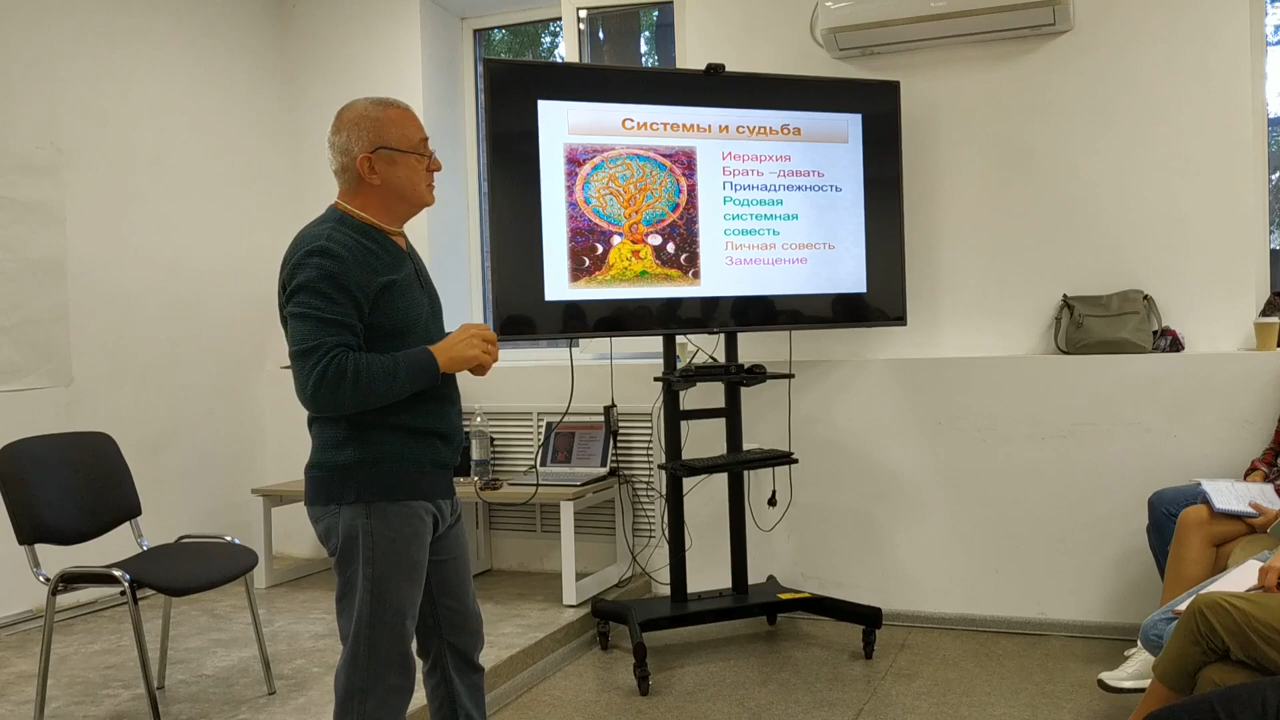 Системы и судьба
Иерархия
Брать –давать
Принадлежность
Родовая
системная
совесть
Личная совесть
Замещение